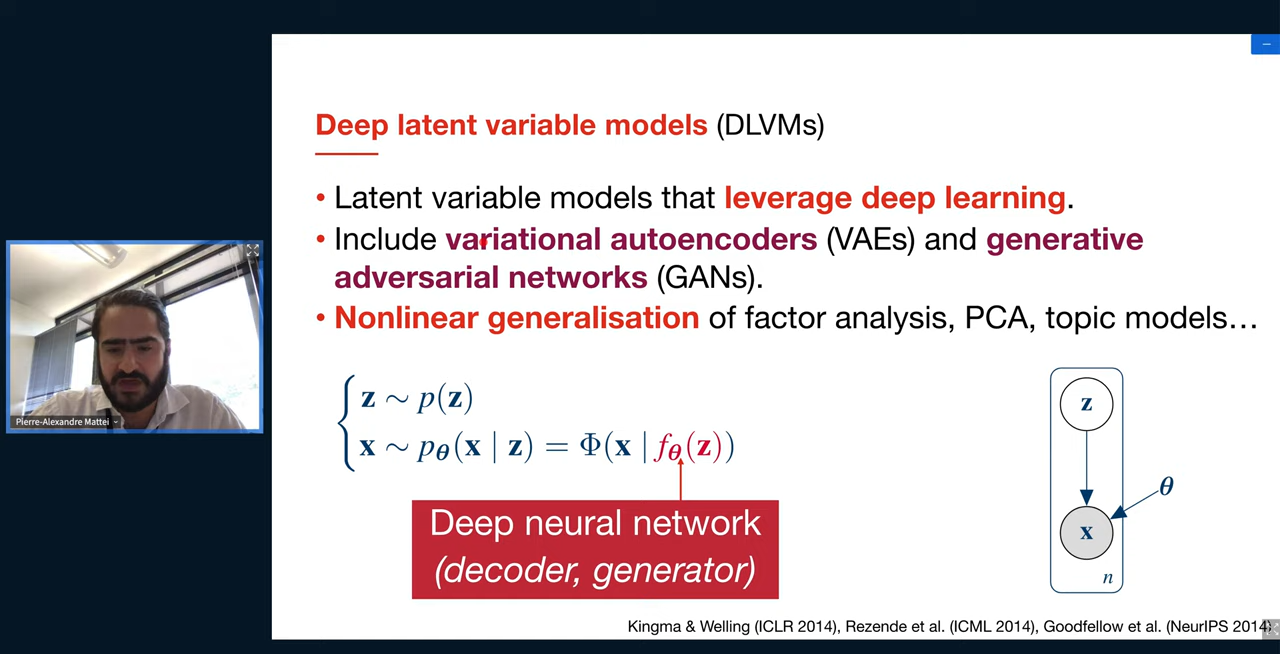 Deep latent variable models (DLVMs)
• Latent variable models that leverage deep learning.
• Include variational autoencoders (VAEs) and generative
adversarial networks (GANs).
• Nonlinear generalisation of factor analysis, PCA, topic models…
z ∼ p(z)
x ∼ pθ(x | z) = Φ(x | fθ(z))
Deep neural network
(decoder, generator)
z
θ
x
n
Pierre-Alexandre Mattei
Kingma & Welling (ICLR 2014), Rezende et al. (ICML 2014), Goodfellow et al. (NeurIPS 2014)